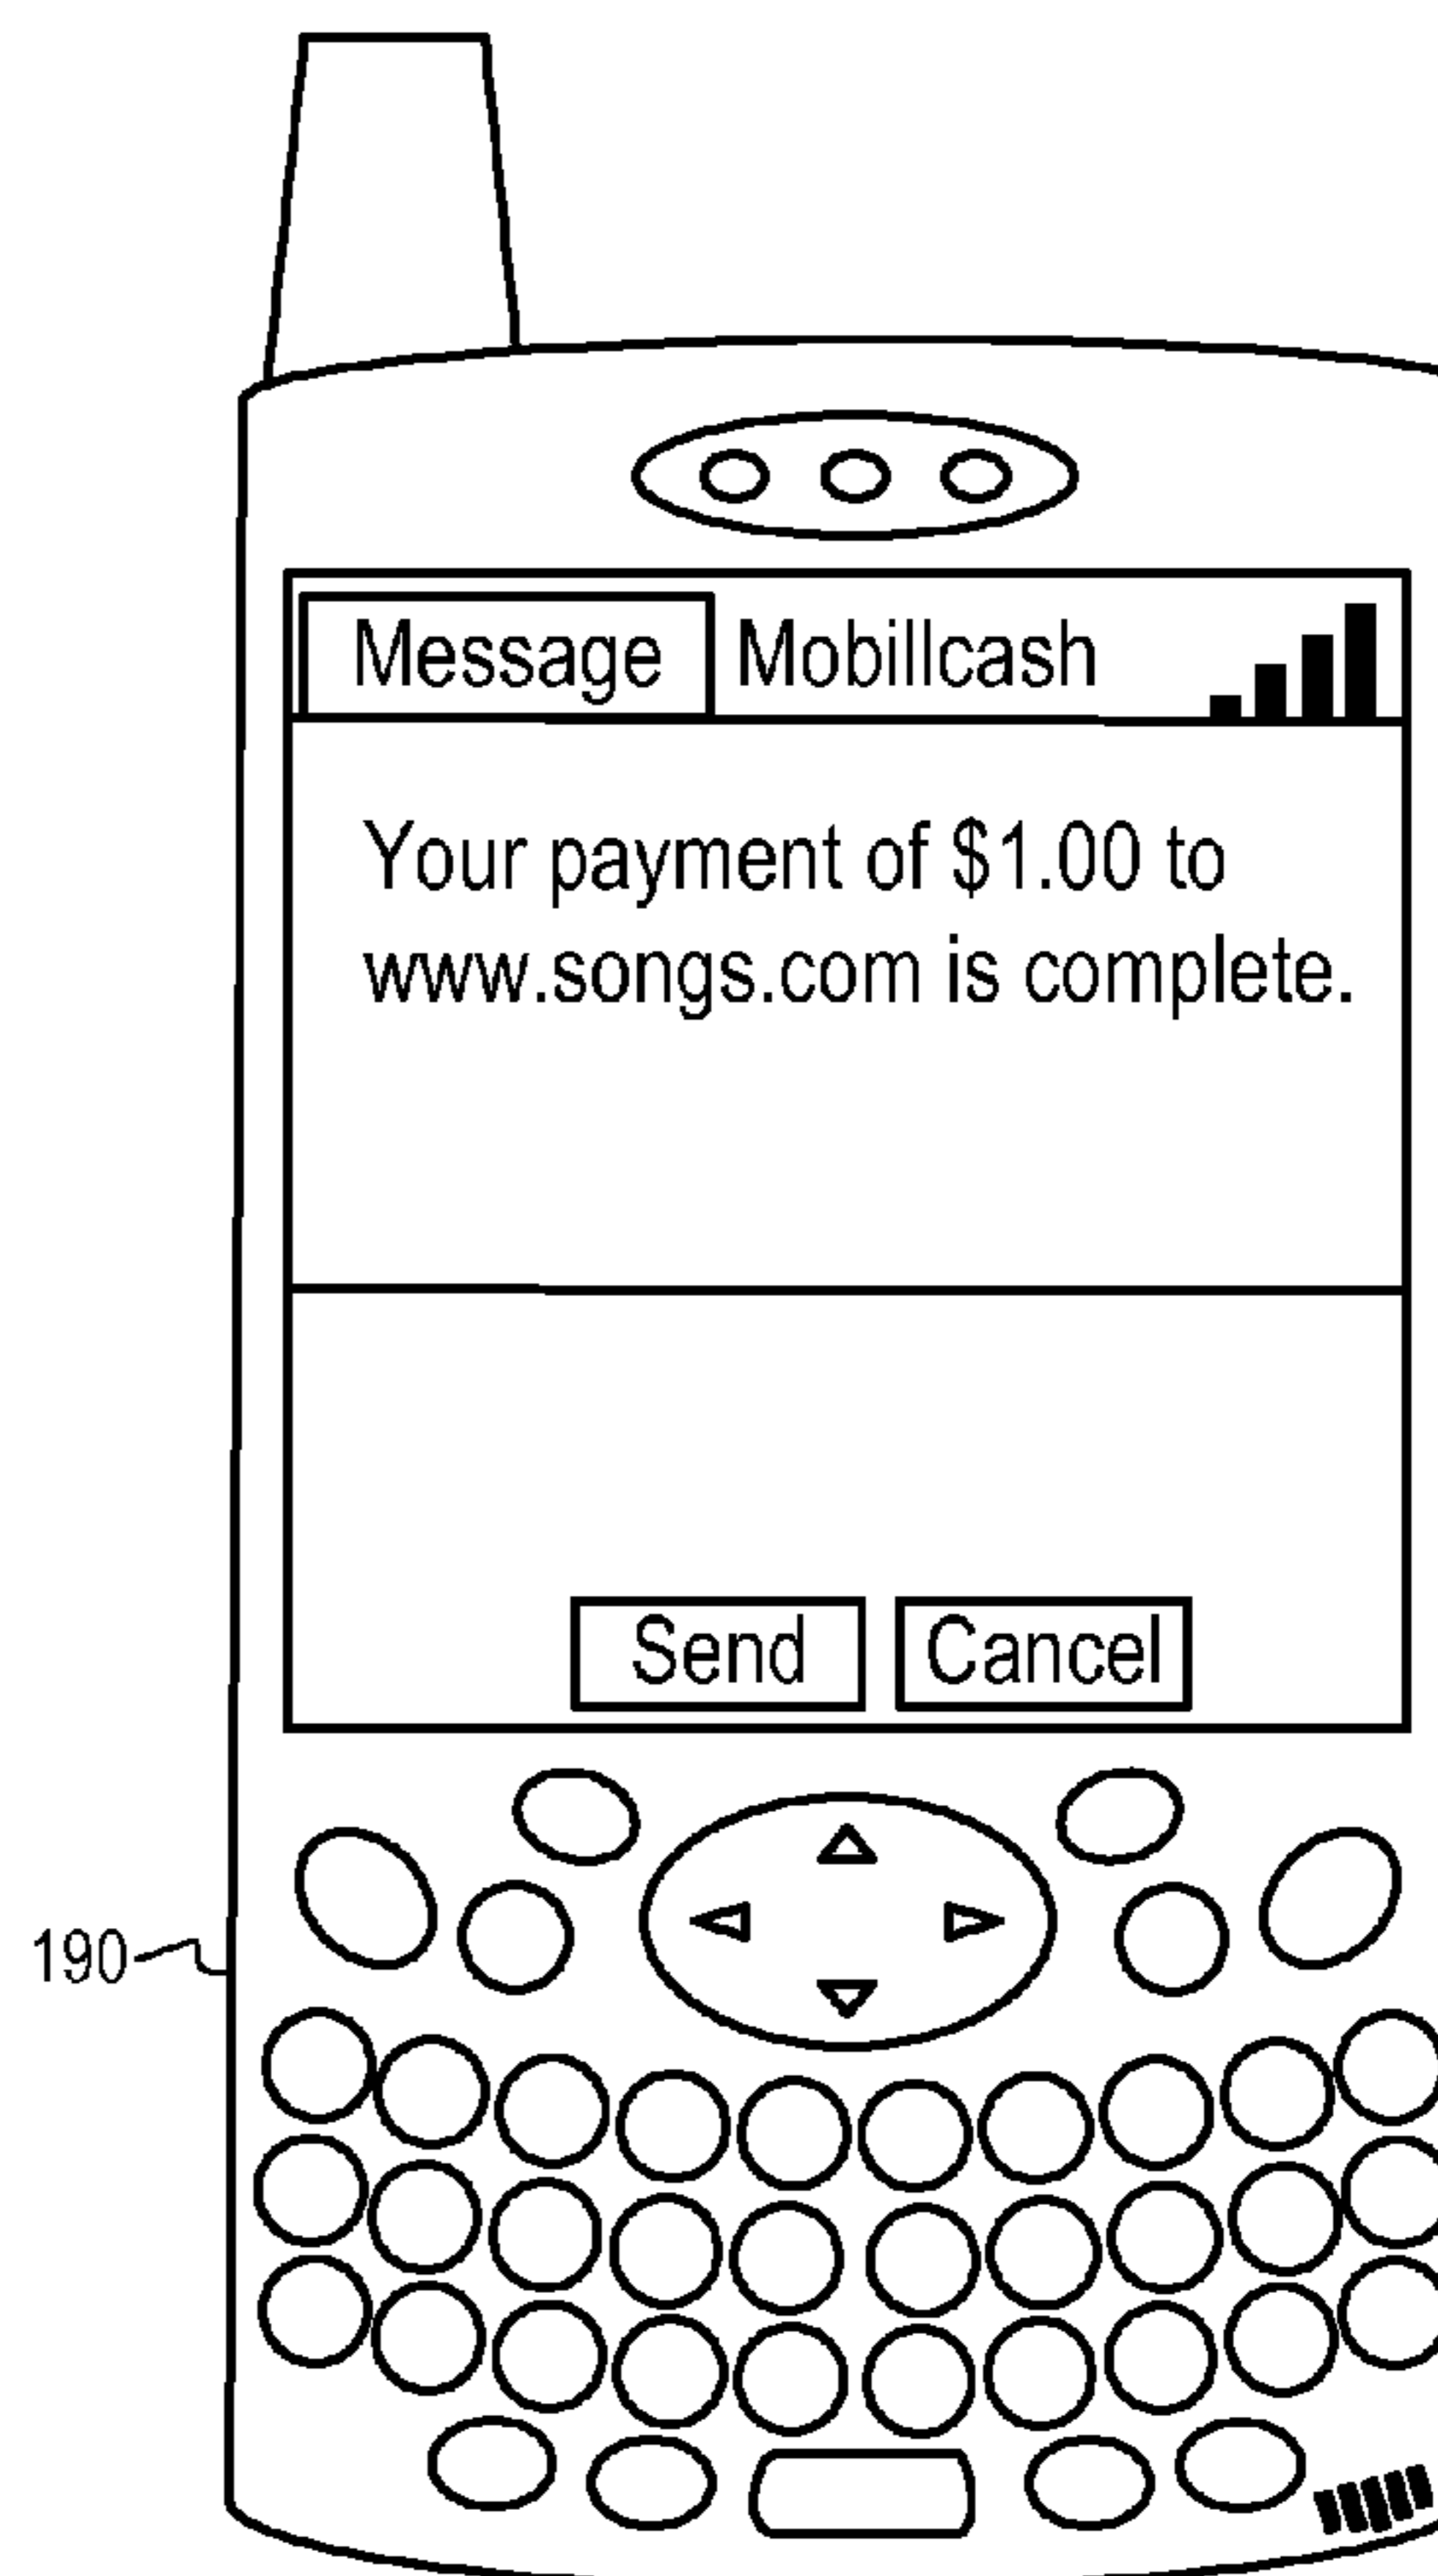 Message Mobillcash
Your payment of $1.00 to
www.songs.com is complete.
Send Cancel
190